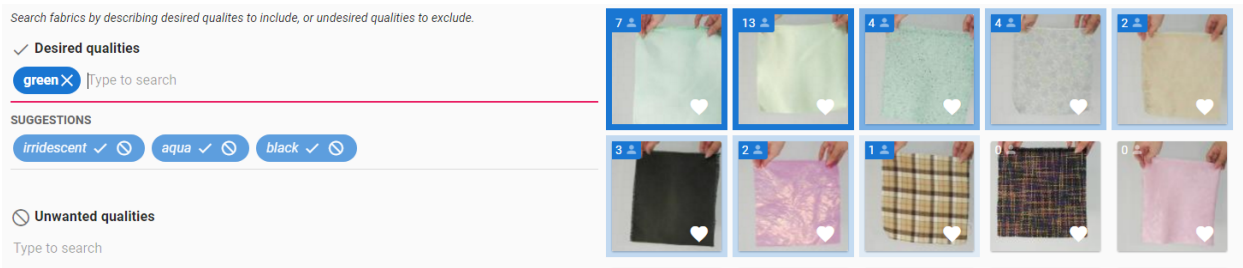 Search fabrics by describing desired qualites to include, or undesired qualities to exclude.
Desired qualities
green
Type to search
SUGGESTIONS
irridescent
aqua
black
Unwanted qualities
Type to search
7
13
4
4
2
3
2
1
0
0